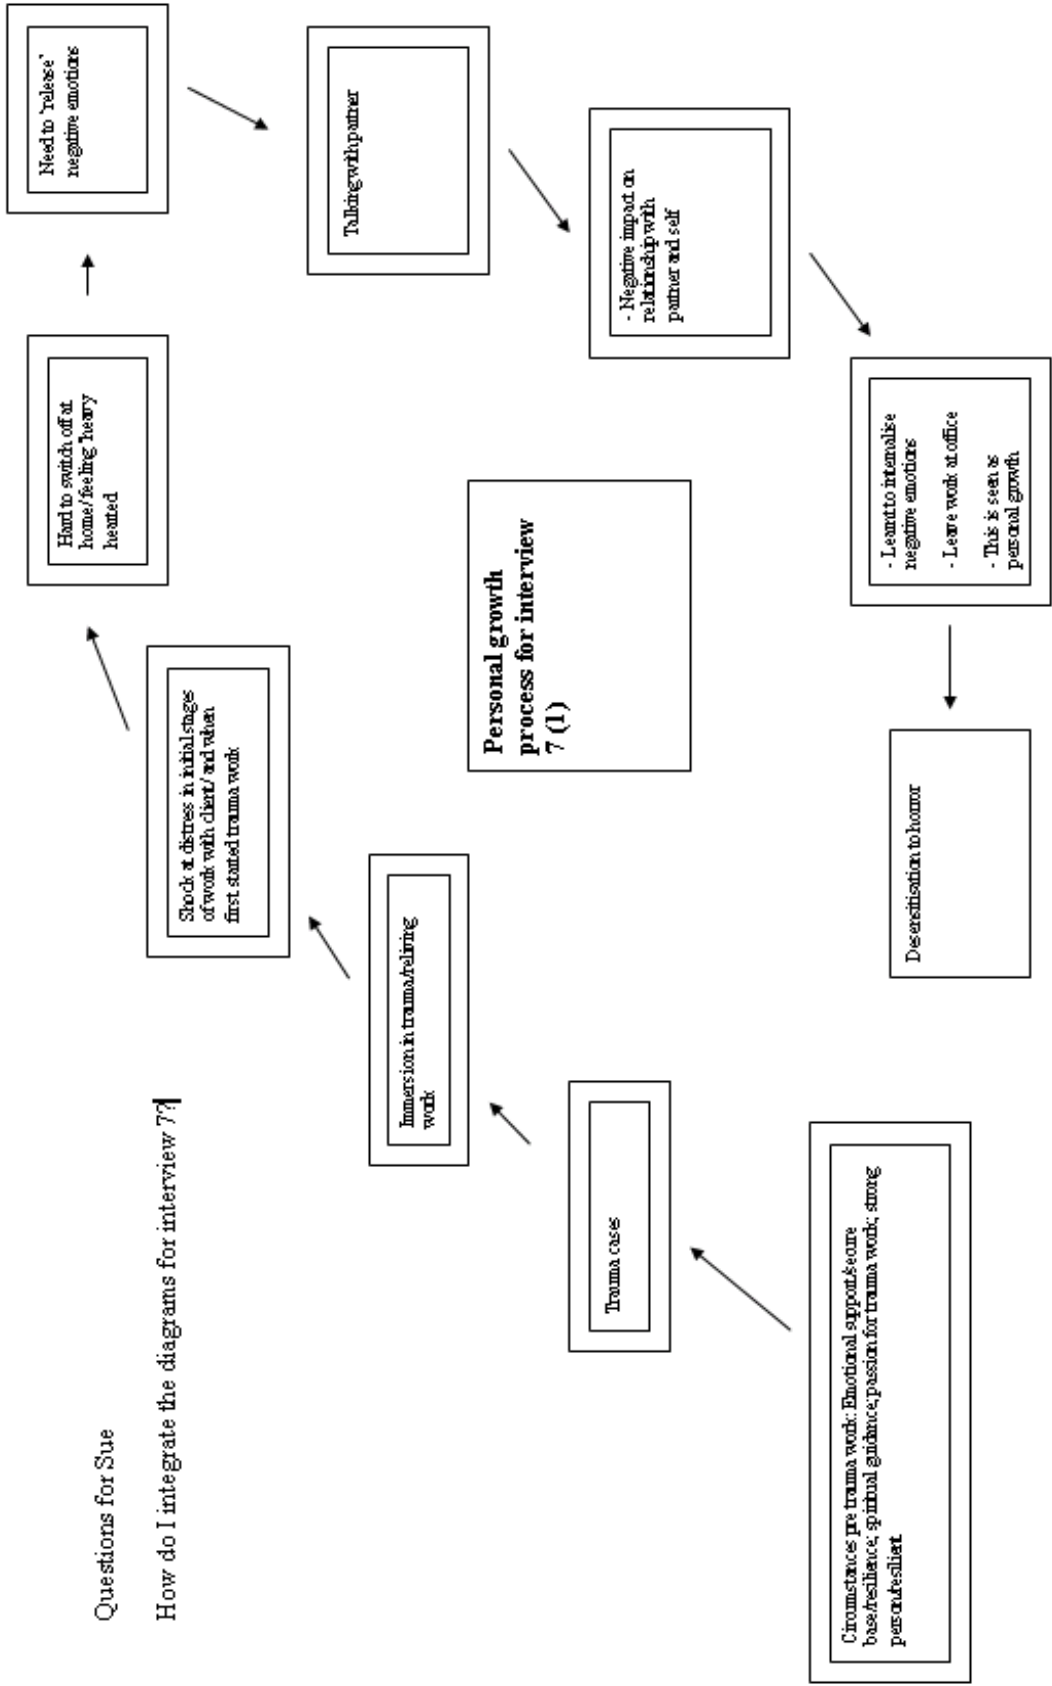 Questions for Sue
How do I integrate the diagrams for interview 7?
Circumstances pre trauma work: Emotional support/secure
base/resilience; spiritual guidance; passion for trauma work; strong
person/resilient
Trauma cases
Immersion in trauma/reliving
work
Shock at distress in initial stages
of work with client/ and when
first started trauma work
Hard to switch off at
home/ feeling 'heavy
hearted
Need to 'release'
negative emotions
Talking with partner
- Negative impact on
relationship with
partner and self
- Learnt to internalise
negative emotions
- Leave work at office
- This is seen as
personal growth
Desensitisation to horror
Personal growth
process for interview
7 (1)